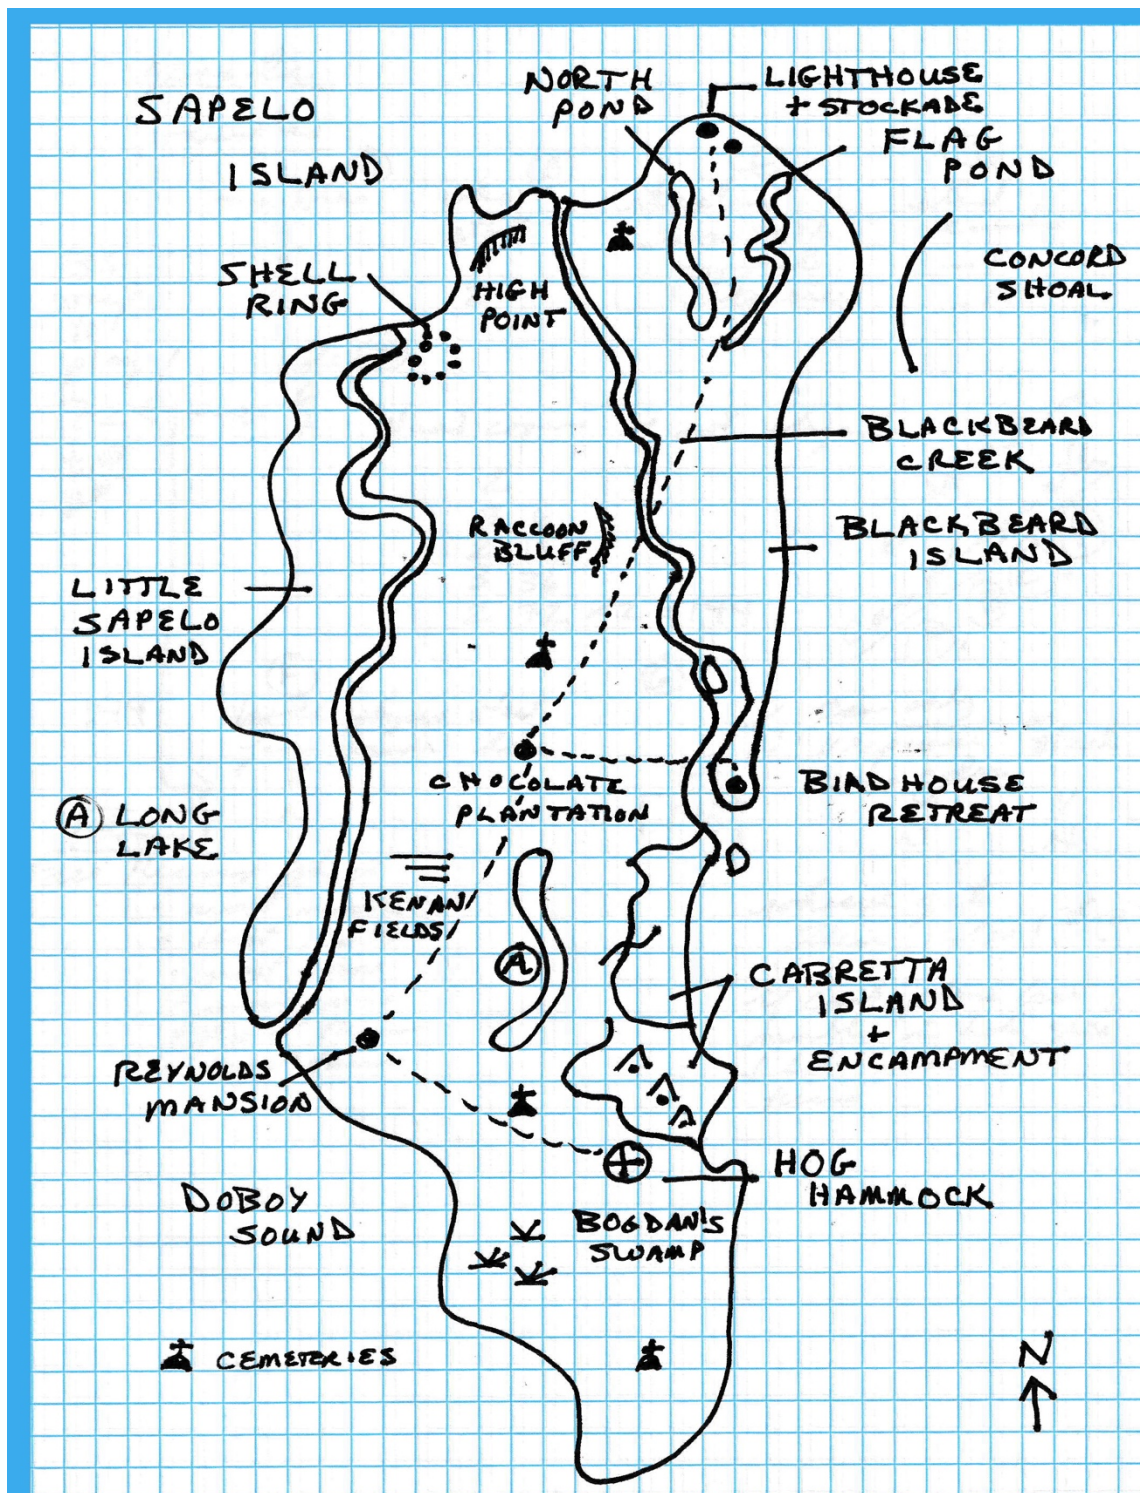 SAPELO
ISLAND
NORTH
POND
LIGHTHOUSE
+ STOCKADE
FLAG
POND
CONCORD
SHOAL
SHELL
RING
HIGH
POINT
BLACKBEARD
CREEK
RACCOON
BLUFF
BLACKBEARD
ISLAND
LITTLE
SAPELO
ISLAND
CHOCOLATE
PLANTATION
BIRD HOUSE
RETREAT
A LONG
LAKE
KENAN
FIELDS
A
CABRETTA
ISLAND
+
ENCAMPMENT
REYNOLDS
MANSION
HOG
HAMMOCK
DOBOY
SOUND
BOGDAN'S
SWAMP
CEMETERIES
N